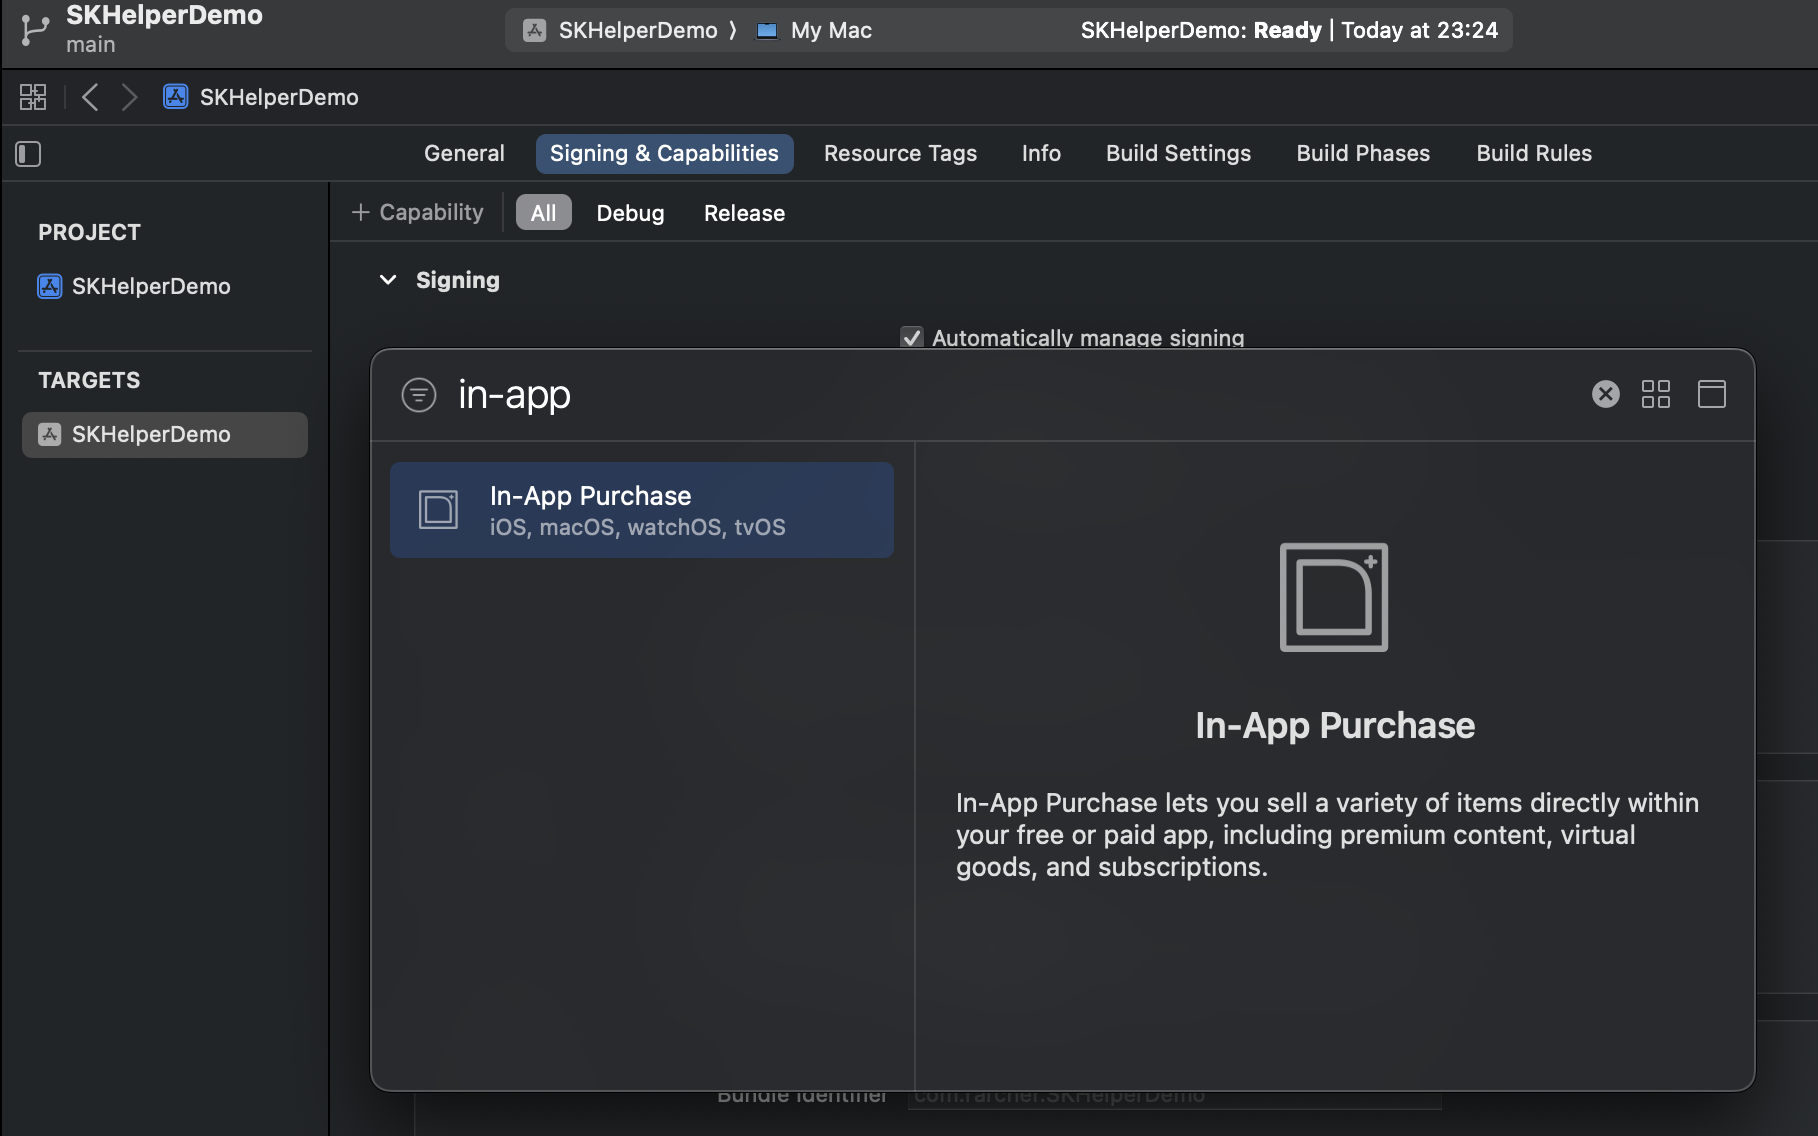 SKHelperDemo
main
SKHelperDemo
My Mac
SKHelperDemo: Ready | Today at 23:24
SKHelperDemo
General
Signing & Capabilities
Resource Tags
Info
Build Settings
Build Phases
Build Rules
PROJECT
SKHelperDemo
TARGETS
SKHelperDemo
+ Capability
All
Debug
Release
Signing
Automatically manage signing
in-app
In-App Purchase
iOS, macOS, watchOS, tvOS
In-App Purchase
In-App Purchase lets you sell a variety of items directly within
your free or paid app, including premium content, virtual
goods, and subscriptions.
Bundle Identifier
com.rarcher.SKHelperDemo